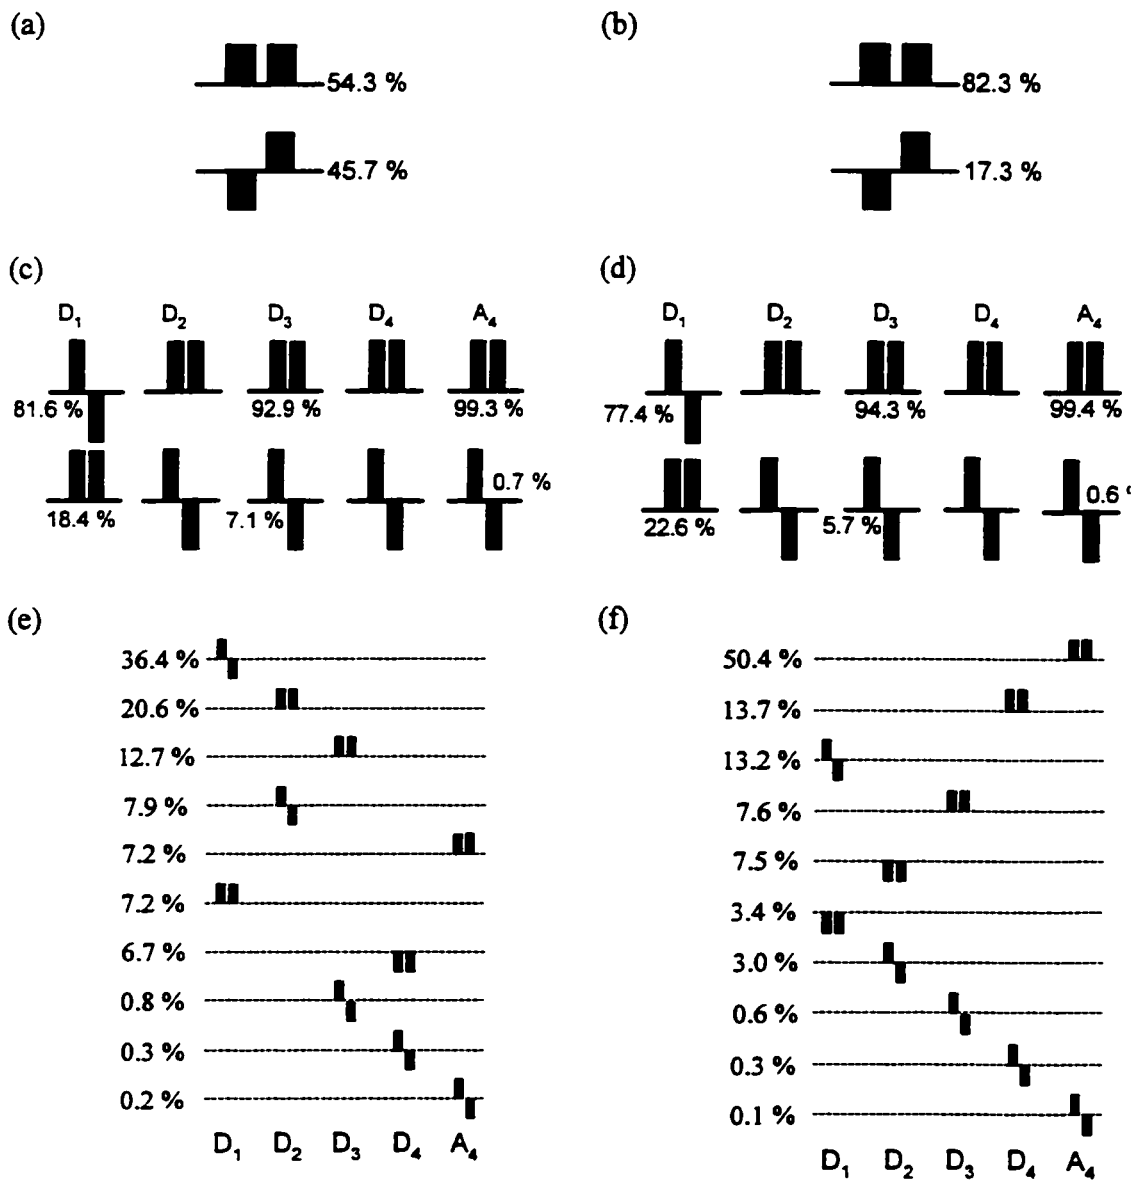 (a)
(b)
54.3 %
82.3 %
45.7 %
17.3 %
(c)
(d)
D₁ D₂ D₃ D₄ A₄
D₁ D₂ D₃ D₄ A₄
81.6 % 92.9 % 99.3 %
77.4 % 94.3 % 99.4 %
0.7 %
0.6
18.4 % 7.1 %
22.6 % 5.7 %
(e)
36.4 %
20.6 %
12.7 %
7.9 %
7.2 %
7.2 %
6.7 %
0.8 %
0.3 %
0.2 %
D₁ D₂ D₃ D₄ A₄
(f)
50.4 %
13.7 %
13.2 %
7.6 %
7.5 %
3.4 %
3.0 %
0.6 %
0.3 %
0.1 %
D₁ D₂ D₃ D₄ A₄